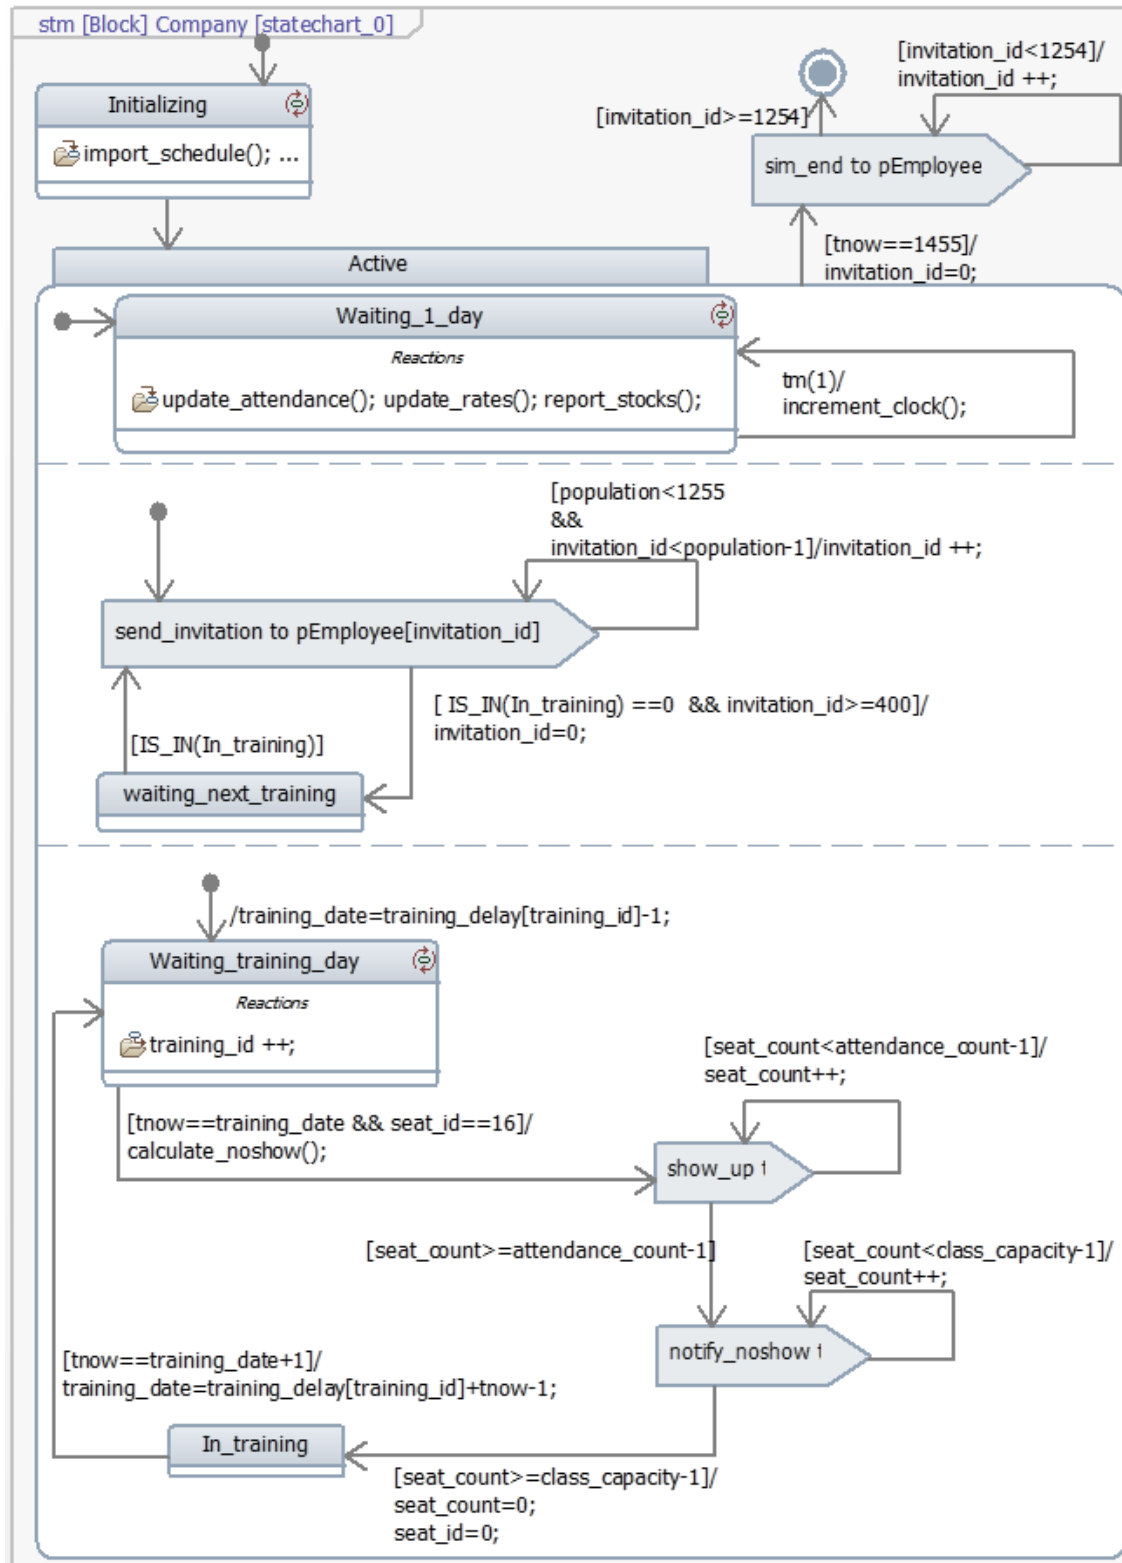 stm [Block] Company [statechart_0]
Initializing
import_schedule(); ...
[invitation_id<1254]/
invitation_id ++;
[invitation_id>=1254]
sim_end to pEmployee
[tnow==1455]/
invitation_id=0;
Active
Waiting_1_day
Reactions
update_attendance(); update_rates(); report_stocks();
tm(1)/
increment_clock();
[population<1255
&&
invitation_id<population-1]/invitation_id ++;
send_invitation to pEmployee[invitation_id]
[ IS_IN(In_training) ==0 && invitation_id>=400]/
invitation_id=0;
[IS_IN(In_training)]
waiting_next_training
/training_date=training_delay[training_id]-1;
Waiting_training_day
Reactions
training_id ++;
[tnow==training_date && seat_id==16]/
calculate_noshow();
[seat_count<attendance_count-1]/
seat_count++;
show_up t
[seat_count>=attendance_count-1]
[seat_count<class_capacity-1]/
seat_count++;
notify_noshow t
[tnow==training_date+1]/
training_date=training_delay[training_id]+tnow-1;
In_training
[seat_count>=class_capacity-1]/
seat_count=0;
seat_id=0;